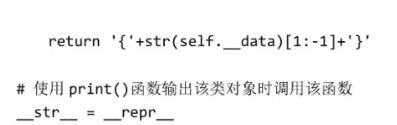 return '{'+str(self.__data)[1:-1]+'}'
# 使用print()函数输出该类对象时调用该函数
__str__ = __repr__